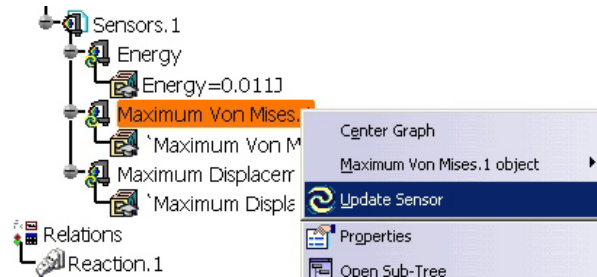 Sensors.1
Energy
Energy=0.011J
Maximum Von Mises.
`Maximum Von M
Maximum Displacem
`Maximum Displa
Relations
Reaction.1
Center Graph
Maximum Von Mises.1 object
Update Sensor
Properties
Open Sub-Tree